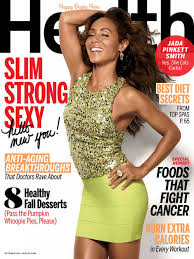 Health
JADA
PINKETT
SMITH
Yes, She Eats
Carbs!
SLIM
STRONG
SEXY
hello
new you!
BEST DIET
SECRETS
FROM
TOP SPAS
P.65
ANTI-AGING
BREAKTHROUGHS
That Doctors Rave About
8 Healthy
Fall Desserts
(Pass the Pumpkin
Whoopie Pies, Please)
SPECIAL
REPORT
FOODS
THAT
FIGHT
CANCER
BURN EXTRA
CALORIES
in Every Workout!